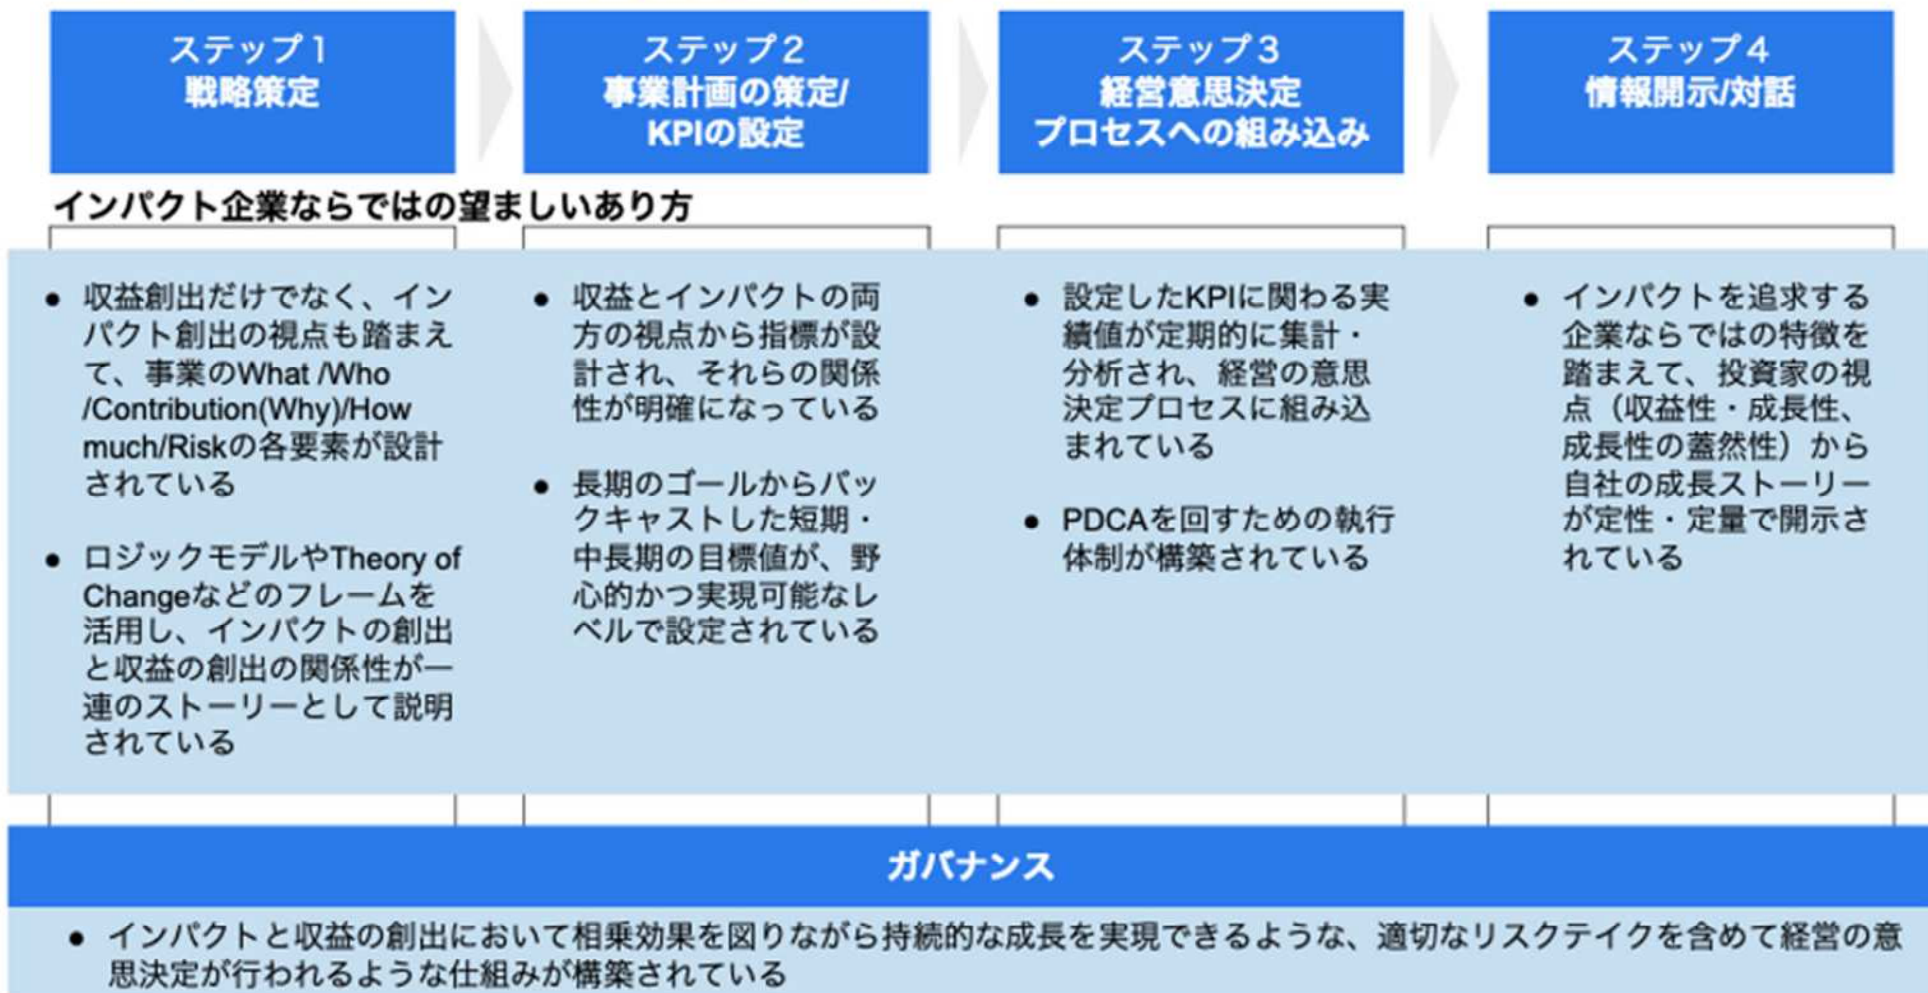 ステップ1
戦略策定
ステップ2
事業計画の策定/
KPIの設定
ステップ3
経営意思決定
プロセスへの組み込み
ステップ4
情報開示/対話
インパクト企業ならではの望ましいあり方
● 収益創出だけでなく、イン
パクト創出の視点も踏まえ
て、事業のWhat /Who
/Contribution(Why)/How
much/Riskの各要素が設計
されている
● ロジックモデルやTheory of
Changeなどのフレームを
活用し、インパクトの創出
と収益の創出の関係性が一
連のストーリーとして説明
されている
● 収益とインパクトの両
方の視点から指標が設
計され、それらの関係
性が明確になっている
● 長期のゴールからバッ
クキャストした短期・
中長期の目標値が、野
心的かつ実現可能なレ
ベルで設定されている
● 設定したKPIに関わる実
績値が定期的に集計・
分析され、経営の意思
決定プロセスに組み込
まれている
● PDCAを回すための執行
体制が構築されている
● インパクトを追求する
企業ならではの特徴を
踏まえて、投資家の視
点（収益性・成長性、
成長性の蓋然性）から
自社の成長ストーリー
が定性・定量で開示さ
れている
ガバナンス
● インパクトと収益の創出において相乗効果を図りながら持続的な成長を実現できるような、適切なリスクテイクを含めて経営の意
思決定が行われるような仕組みが構築されている